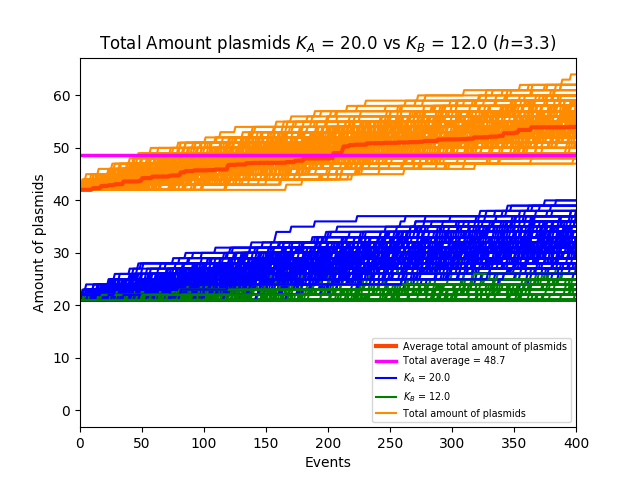 Total Amount plasmids K_A = 20.0 vs K_B = 12.0 (h=3.3)
Amount of plasmids
60
50
40
30
20
10
0
Average total amount of plasmids
Total average = 48.7
K_A = 20.0
K_B = 12.0
Total amount of plasmids
0 50 100 150 200 250 300 350 400
Events